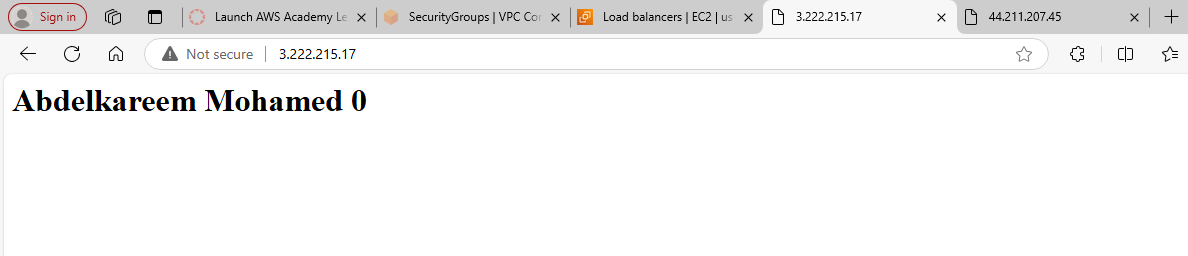 Sign in
Launch AWS Academy Le
SecurityGroups | VPC Cor
Load balancers | EC2 | us-
3.222.215.17
44.211.207.45
Not secure
3.222.215.17
Abdelkareem Mohamed 0